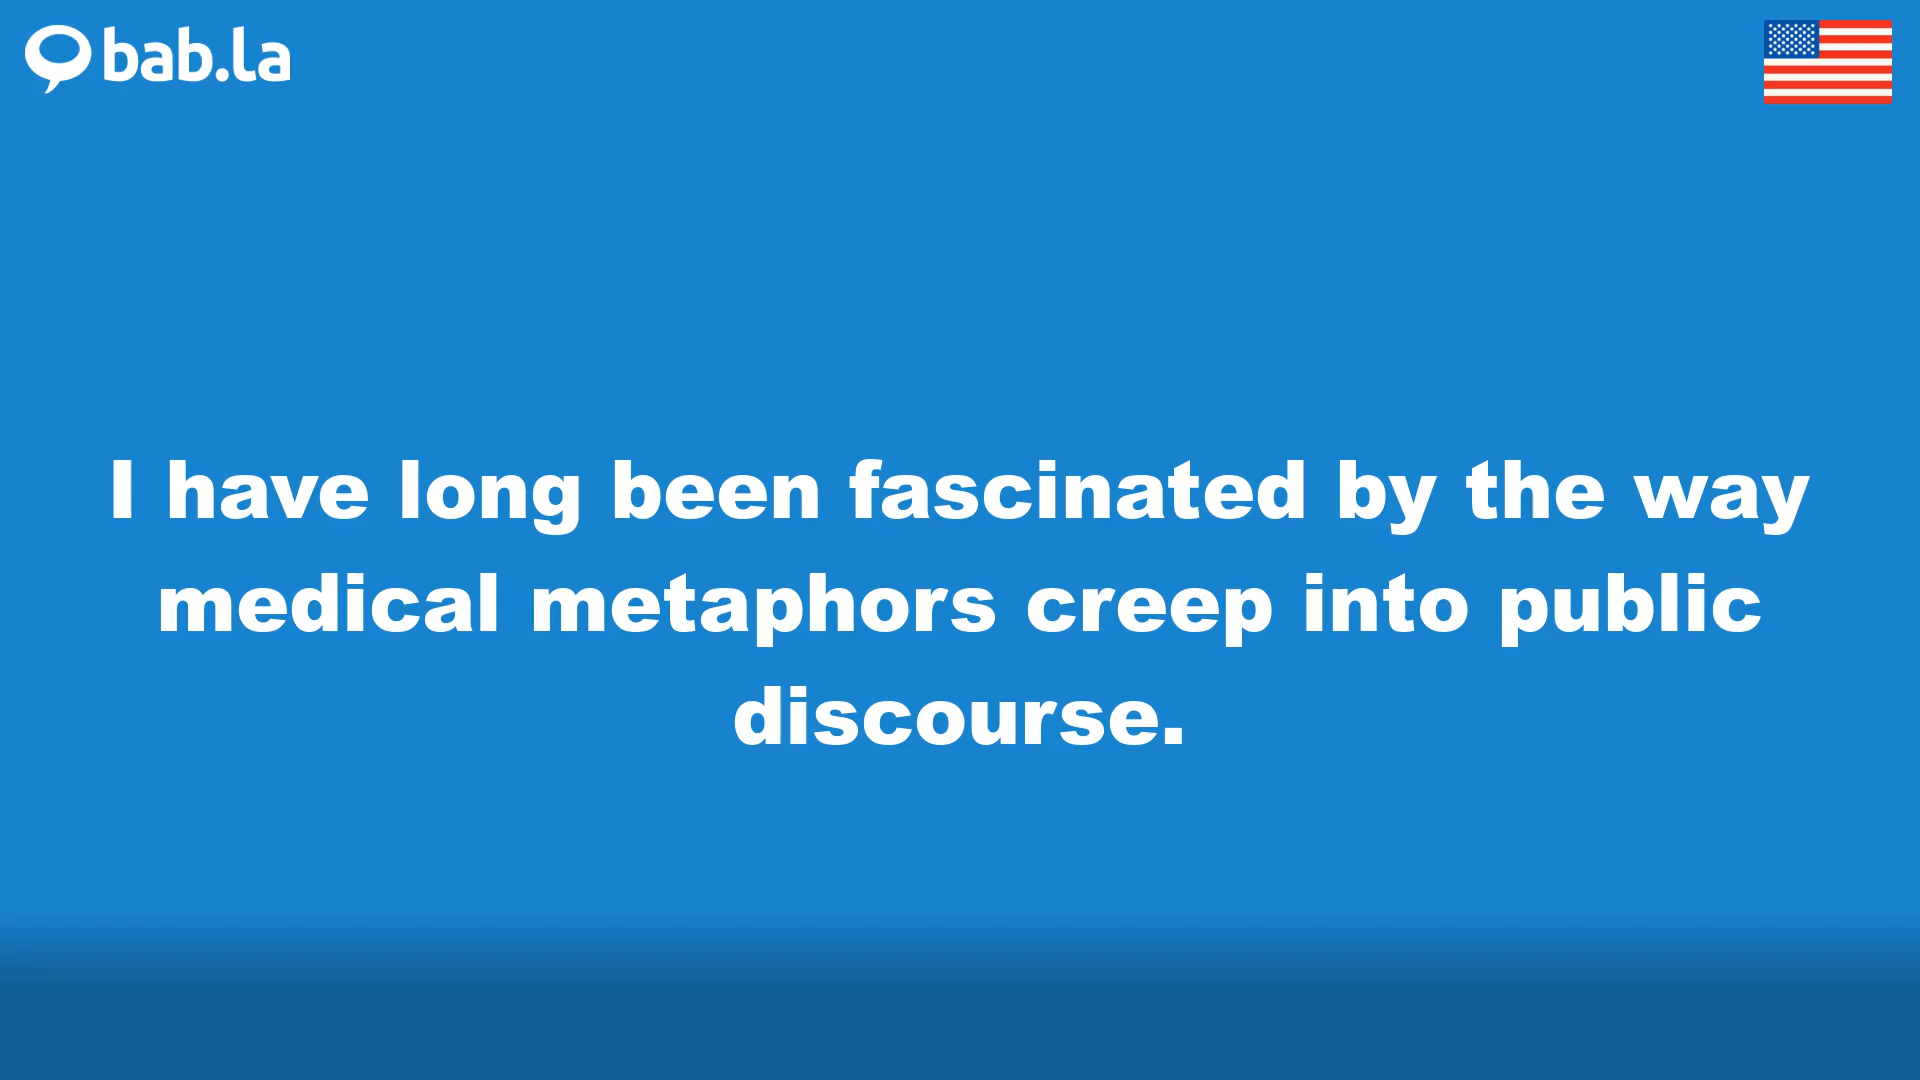 bab.la
I have long been fascinated by the way
medical metaphors creep into public
discourse.